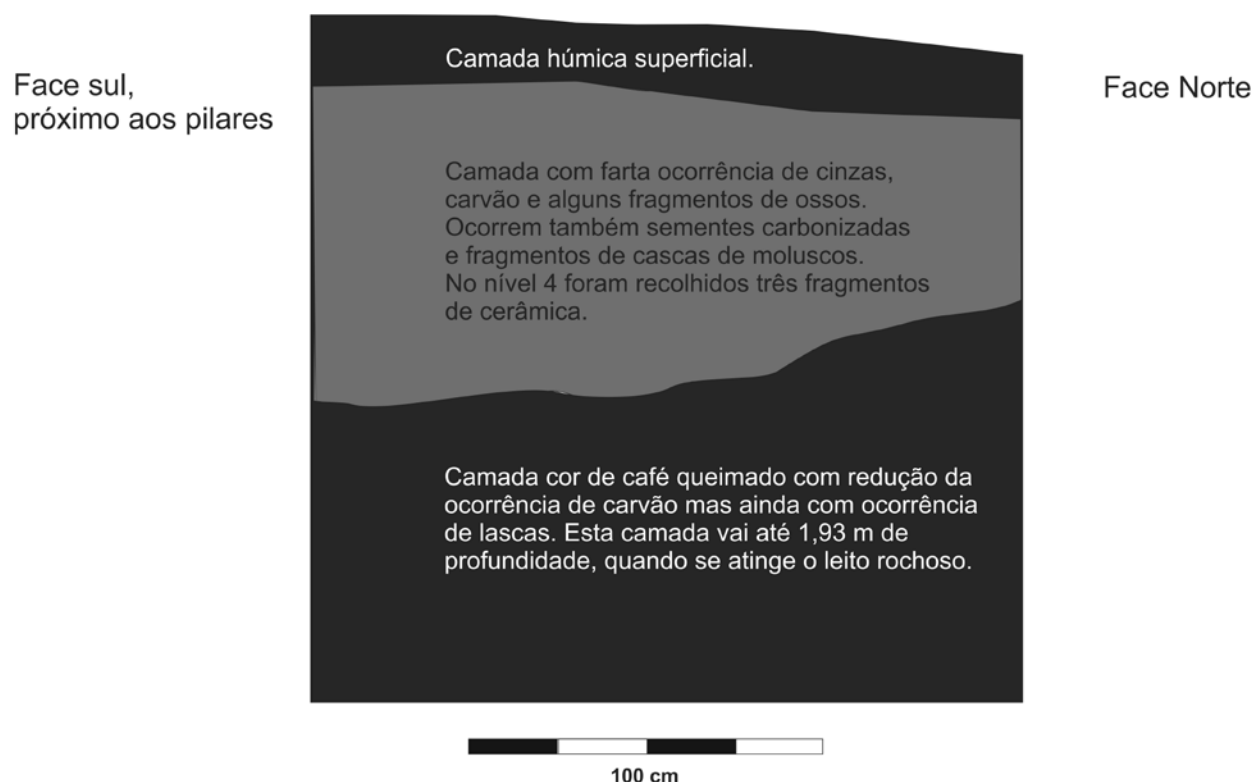 Camada húmica superficial.
Face sul,
próximo aos pilares
Face Norte
Camada com farta ocorrência de cinzas,
carvão e alguns fragmentos de ossos.
Ocorrem também sementes carbonizadas
e fragmentos de cascas de moluscos.
No nível 4 foram recolhidos três fragmentos
de cerâmica.
Camada cor de café queimado com redução da
ocorrência de carvão mas ainda com ocorrência
de lascas. Esta camada vai até 1,93 m de
profundidade, quando se atinge o leito rochoso.
100 cm